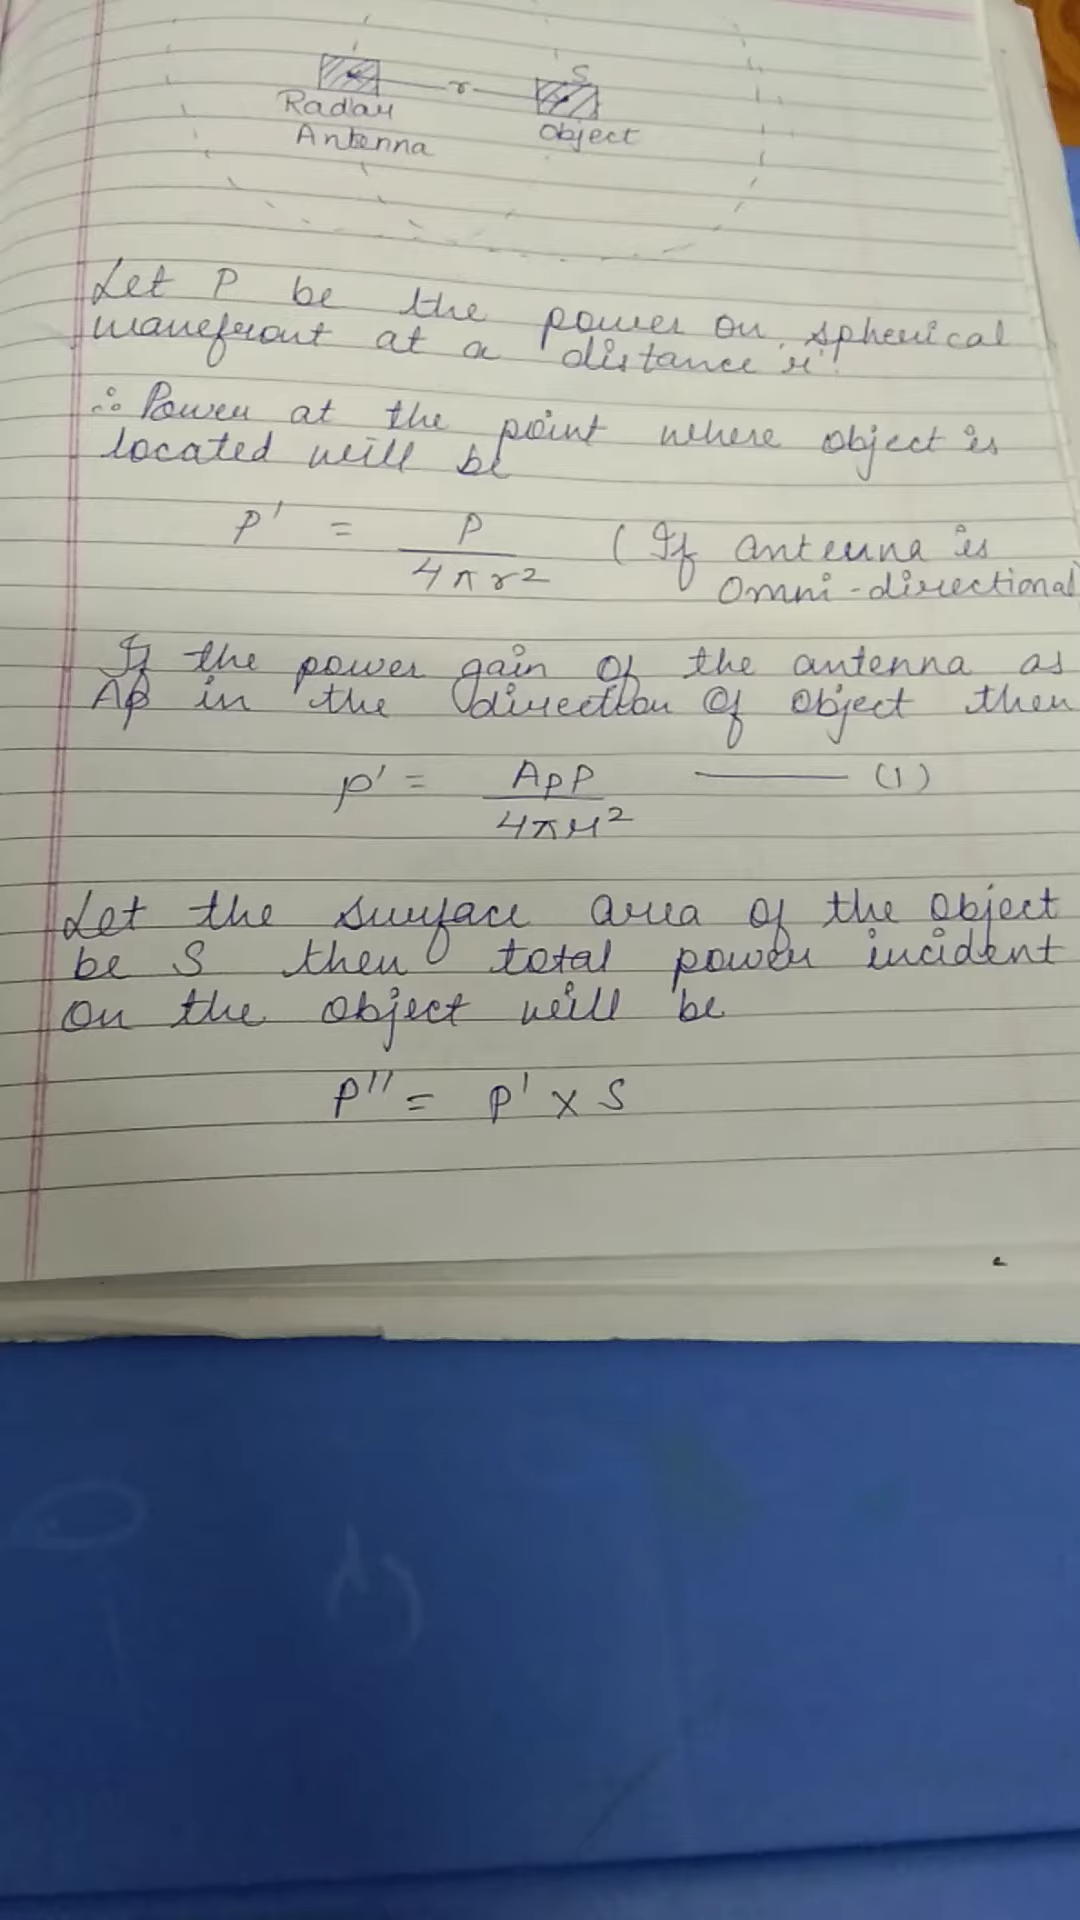 S
r
Radar
Antenna
Object
Let P be the power on spherical
wavefront at a distance 'r'.
∴ Power at the point where object is
located will be
P' = P / 4πr² (If antenna is
Omni-directional)
If the power gain of the antenna as
Ap in the direction of object then
p' = ApP / 4πr² —— (1)
Let the surface area of the object
be S then total power incident
on the object will be
P'' = P' × S